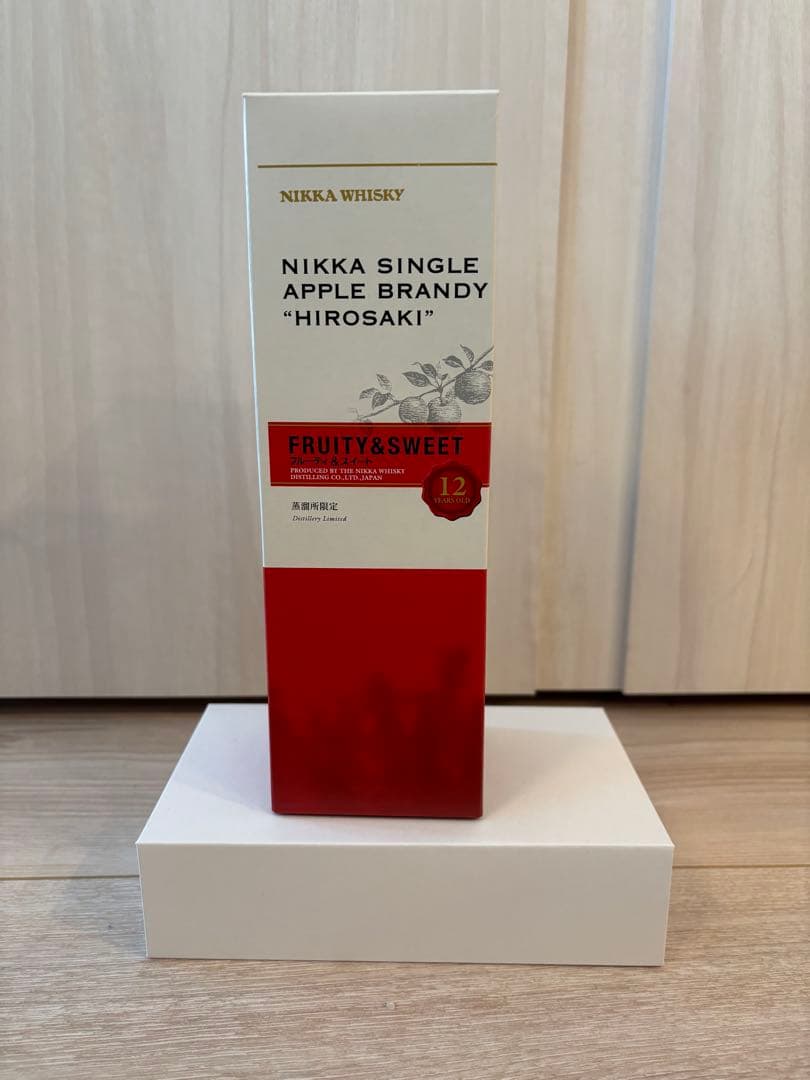 NIKKA WHISKY
NIKKA SINGLE
APPLE BRANDY
“HIROSAKI”
FRUITY&SWEET
フルーティ&スイート
PRODUCED BY THE NIKKA WHISKY
DISTILLING CO.,LTD.,JAPAN
12
YEARS OLD
蒸溜所限定
Distillery Limited